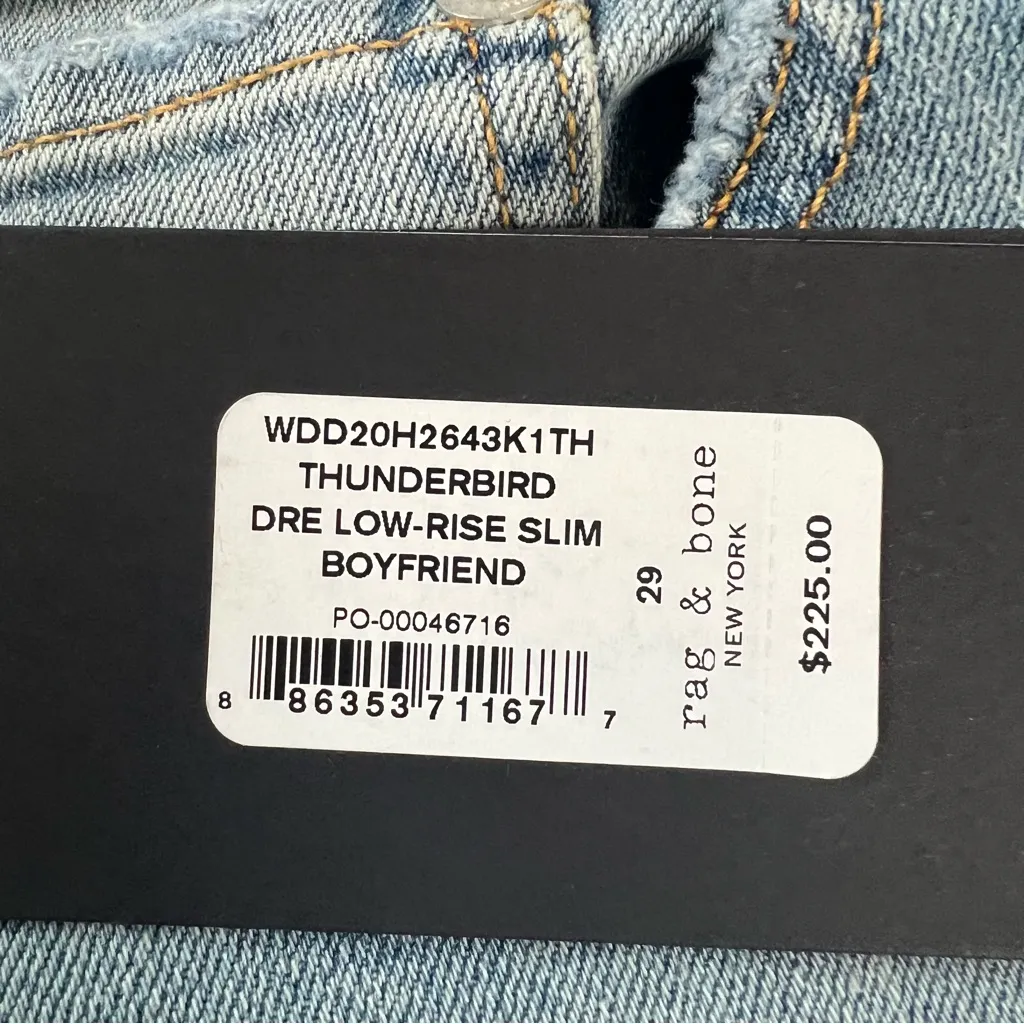 WDD20H2643K1TH
THUNDERBIRD
DRE LOW-RISE SLIM
BOYFRIEND
PO-00046716
8 86353 71167 7
29
rag & bone
NEW YORK
$225.00